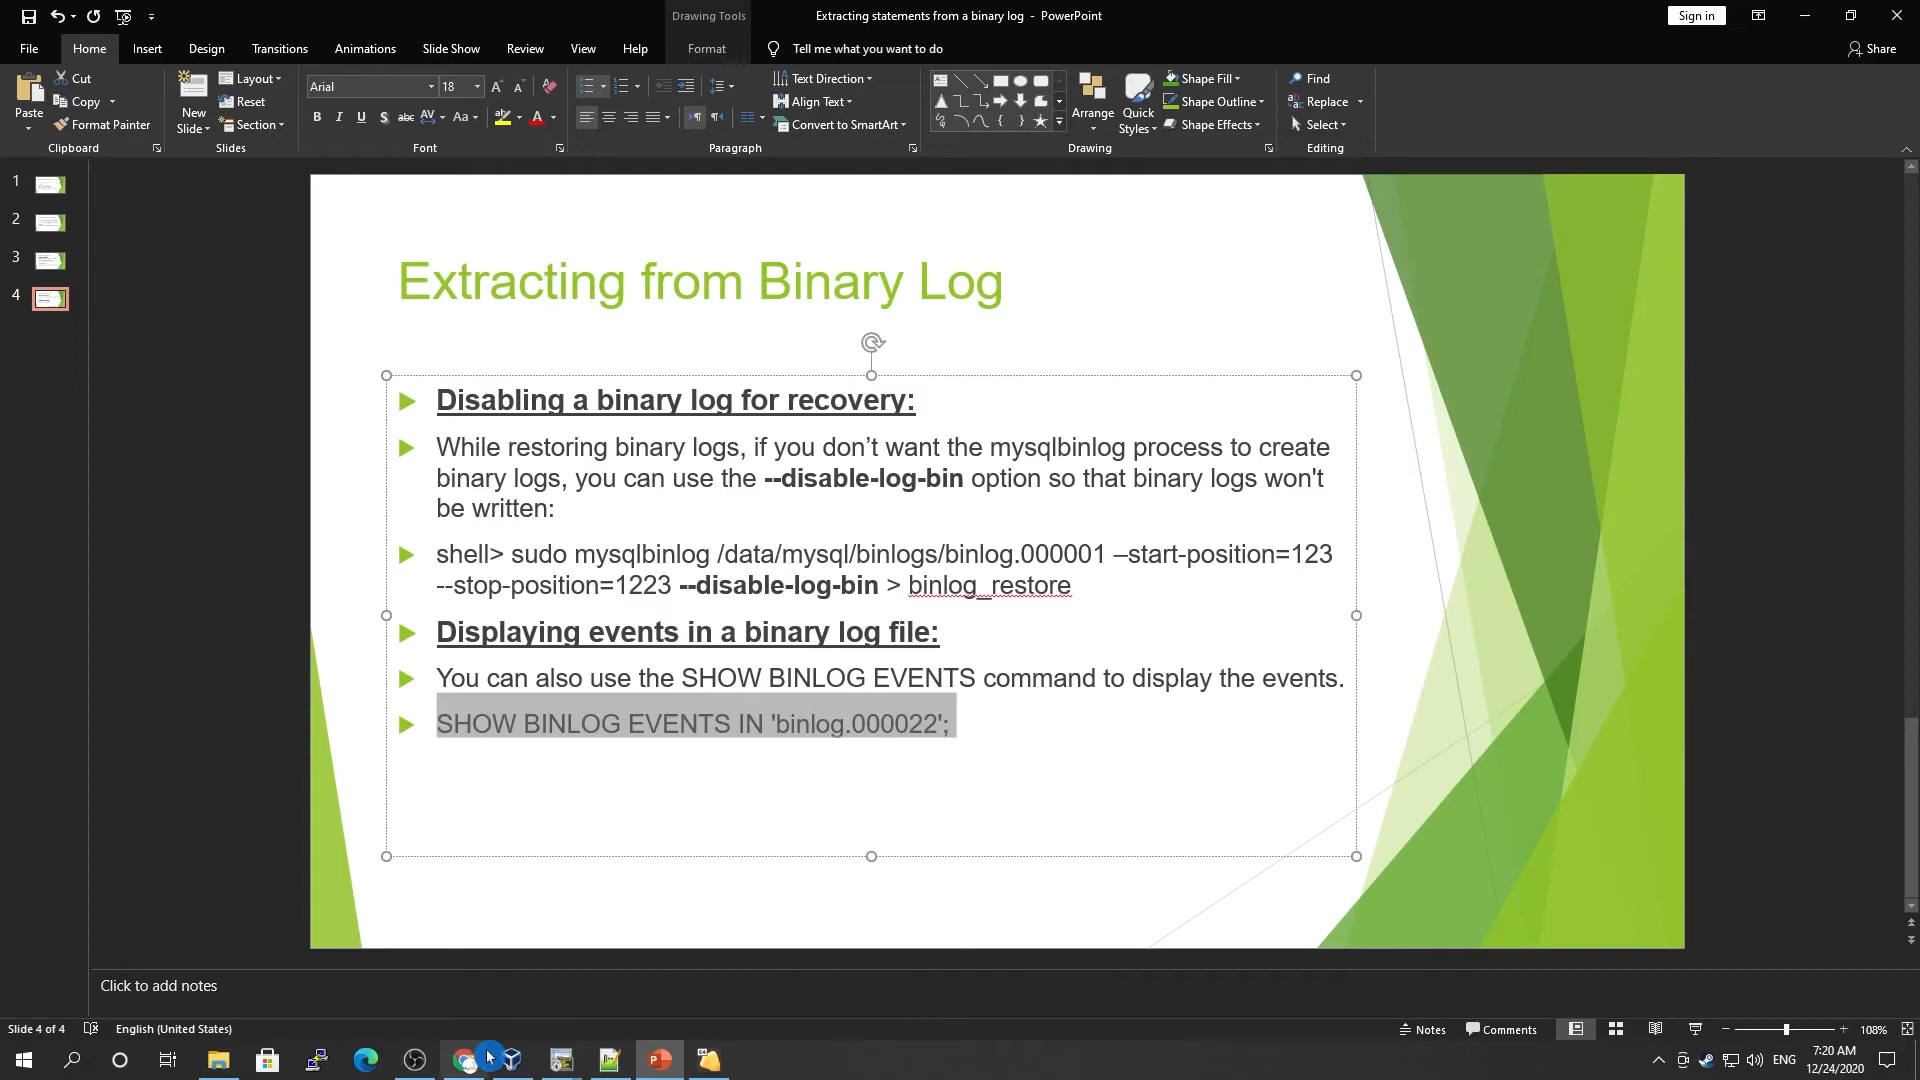 Drawing Tools
Extracting statements from a binary log - PowerPoint
Sign in
File Home Insert Design Transitions Animations Slide Show Review View Help Format Tell me what you want to do Share
Paste
Cut
Copy
Format Painter
Clipboard
New
Slide
Layout
Reset
Section
Slides
Arial 18
B I U S abc AV Aa A
Font
Text Direction
Align Text
Convert to SmartArt
Paragraph
Arrange
Quick
Styles
Shape Fill
Shape Outline
Shape Effects
Drawing
Find
Replace
Select
Editing
1
2
3
4
Extracting from Binary Log
Disabling a binary log for recovery:
While restoring binary logs, if you don’t want the mysqlbinlog process to create
binary logs, you can use the --disable-log-bin option so that binary logs won't
be written:
shell> sudo mysqlbinlog /data/mysql/binlogs/binlog.000001 –start-position=123
--stop-position=1223 --disable-log-bin > binlog_restore
Displaying events in a binary log file:
You can also use the SHOW BINLOG EVENTS command to display the events.
SHOW BINLOG EVENTS IN 'binlog.000022';
Click to add notes
Slide 4 of 4 English (United States) Notes Comments 108%
ENG
7:20 AM
12/24/2020